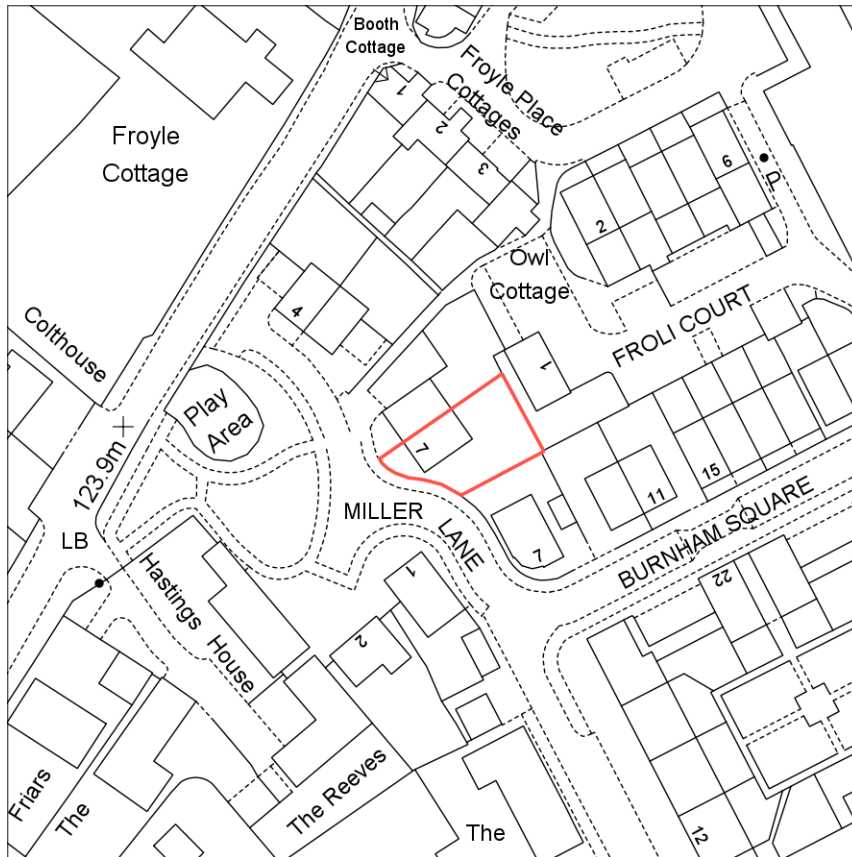 Booth
Cottage
Froyle Place
Cottages
1
2
3
Froyle
Cottage
6
P
2
Owl
Cottage
4
FROLI COURT
1
Colthouse
Play
Area
7
123.9m
15
11
MILLER
LANE
7
BURNHAM SQUARE
LB
Hastings
House
1
2
22
Friars
The
The Reeves
The
12